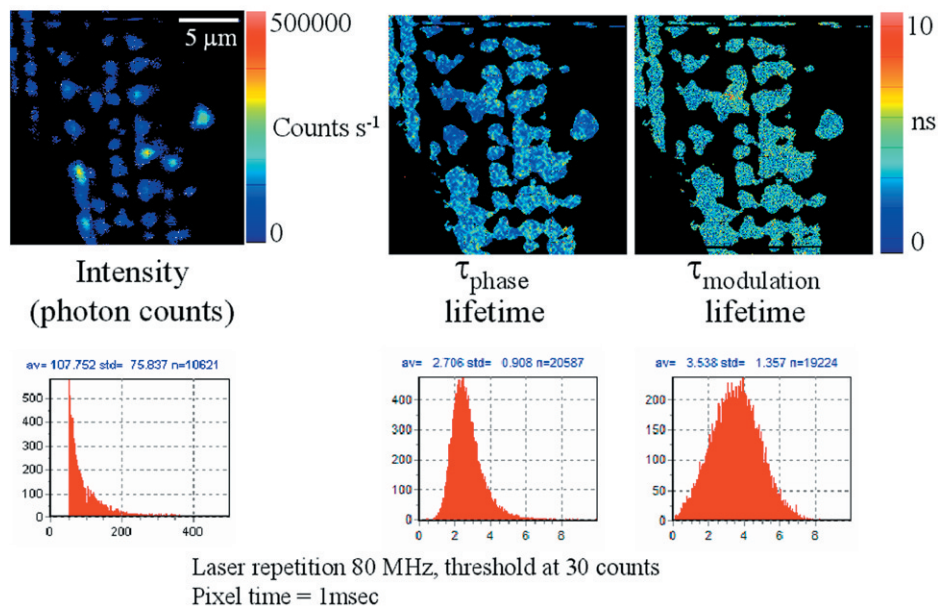 500000
5 μm
Counts s-1
0
10
ns
0
Intensity
(photon counts)
τphase
lifetime
τmodulation
lifetime
av= 107.752 std= 75.837 n=10621
500
400
300
200
100
0
0 200 400
av= 2.706 std= 0.908 n=20587
400
300
200
100
0
0 2 4 6 8
av= 3.538 std= 1.357 n=19224
200
150
100
50
0
0 2 4 6 8
Laser repetition 80 MHz, threshold at 30 counts
Pixel time = 1msec